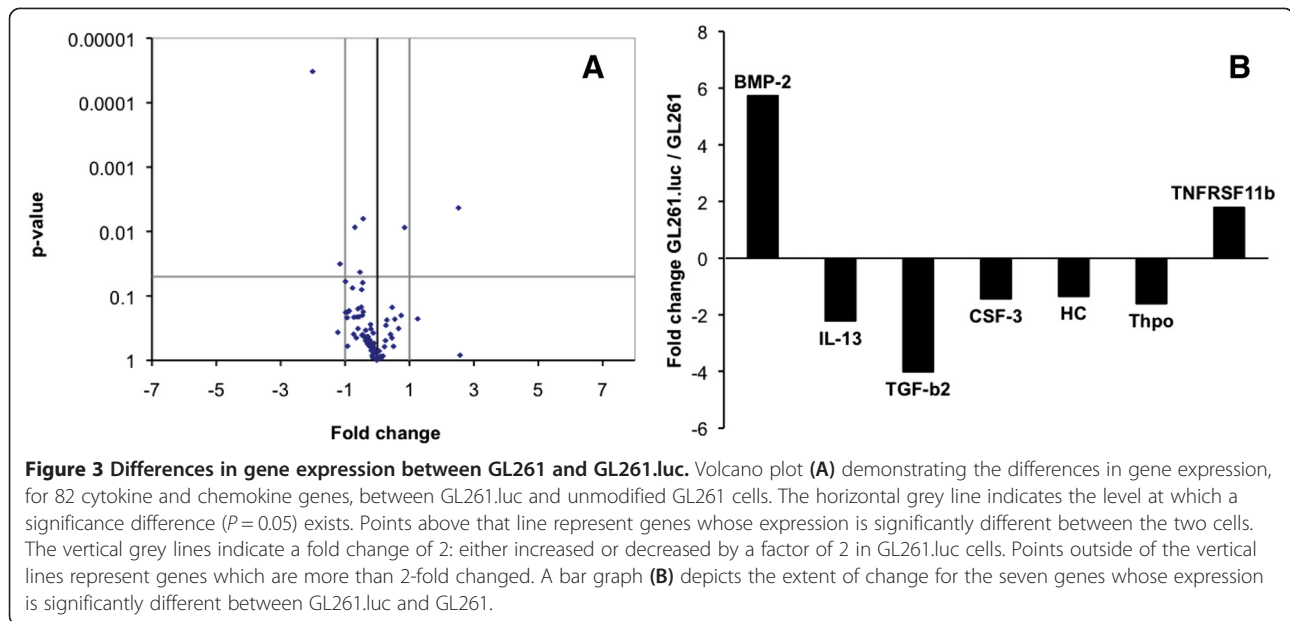 0.00001
0.0001
0.001
0.01
0.1
1
p-value
-7 -5 -3 -1 1 3 5 7
Fold change
A
8
6
4
2
0
-2
-4
-6
Fold change GL261.luc / GL261
B
BMP-2
IL-13
TGF-b2
CSF-3
HC
Thpo
TNFRSF11b
Figure 3 Differences in gene expression between GL261 and GL261.luc. Volcano plot (A) demonstrating the differences in gene expression,
for 82 cytokine and chemokine genes, between GL261.luc and unmodified GL261 cells. The horizontal grey line indicates the level at which a
significance difference (P = 0.05) exists. Points above that line represent genes whose expression is significantly different between the two cells.
The vertical grey lines indicate a fold change of 2: either increased or decreased by a factor of 2 in GL261.luc cells. Points outside of the vertical
lines represent genes which are more than 2-fold changed. A bar graph (B) depicts the extent of change for the seven genes whose expression
is significantly different between GL261.luc and GL261.